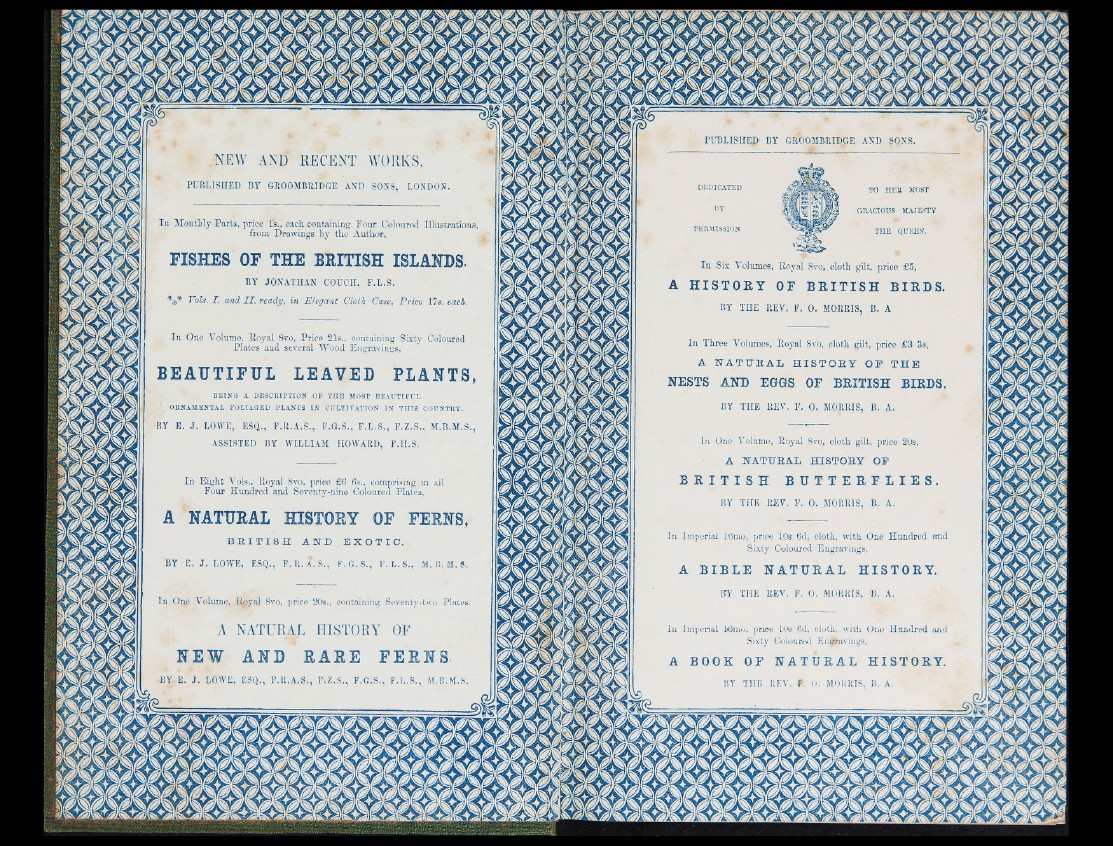 NEW AND RECENT WORKS,
PUBLISHED BY GROOMBRIDGE AND SONS, LONDON.
In Monthly Parts, price 1s., each containing Four Coloured Illustrations,
from Drawings by the Author,
FISHES OF THE BRITISH ISLANDS.
BY JONATHAN COUCH, F.L.S.
*** Vols. I. and II. ready, in Elegant Cloth Case, Price 17s. each.
In One Volume, Royal 8vo, Price 21s., containing Sixty Coloured
Plates and several Wood Engravings,
BEAUTIFUL LEAVED PLANTS,
BEING A DESCRIPTION OF THE MOST BEAUTIFUL
ORNAMENTAL FOLIAGED PLANTS IN CULTIVATION IN THIS COUNTRY.
BY E. J. LOWE, ESQ., F.R.A.S., F.G.S., F.L.S., F.Z.S., M.B.M.S.,
ASSISTED BY WILLIAM HOWARD, F.H.S.
In Eight Vols., Royal 8vo, price £6 6s., comprising in all
Four Hundred and Seventy-nine Coloured Plates,
A NATURAL HISTORY OF FERNS,
BRITISH AND EXOTIC.
BY E. J. LOWE, ESQ., F.R.A.S., F.G.S., F.L.S., M.B.M.S.
In One Volume, Royal 8vo, price 20s., containing Seventy-two Plates.
A NATURAL HISTORY OF
NEW AND RARE FERNS.
BY E. J. LOWE, ESQ., F.R.A.S., F.Z.S., F.G.S., F.L.S., M.B.M.S.
PUBLISHED BY GROOMBRIDGE AND SONS.
DEDICATED
BY
PERMISSION
TO HER MOST
GRACIOUS MAJESTY
THE QUEEN.
In Six Volumes, Royal 8vo, cloth gilt, price £5,
A HISTORY OF BRITISH BIRDS.
BY THE REV. F. O. MORRIS, B. A
In Three Volumes, Royal 8vo, cloth gilt, price £3 3s,
A NATURAL HISTORY OF THE
NESTS AND EGGS OF BRITISH BIRDS.
BY THE REV. F. O. MORRIS, B. A.
In One Volume, Royal 8vo, cloth gilt, price 20s,
A NATURAL HISTORY OF
BRITISH BUTTERFLIES.
BY THE REV. F. O. MORRIS, B. A.
In Imperial 16mo, price 10s 6d, cloth, with One Hundred and
Sixty Coloured Engravings,
A BIBLE NATURAL HISTORY.
BY THE REV. F. O. MORRIS, B. A.
In Imperial 16mo, price 10s 6d, cloth, with One Hundred and
Sixty Coloured Engravings,
A BOOK OF NATURAL HISTORY.
BY THE REV. F. O. MORRIS, B. A.